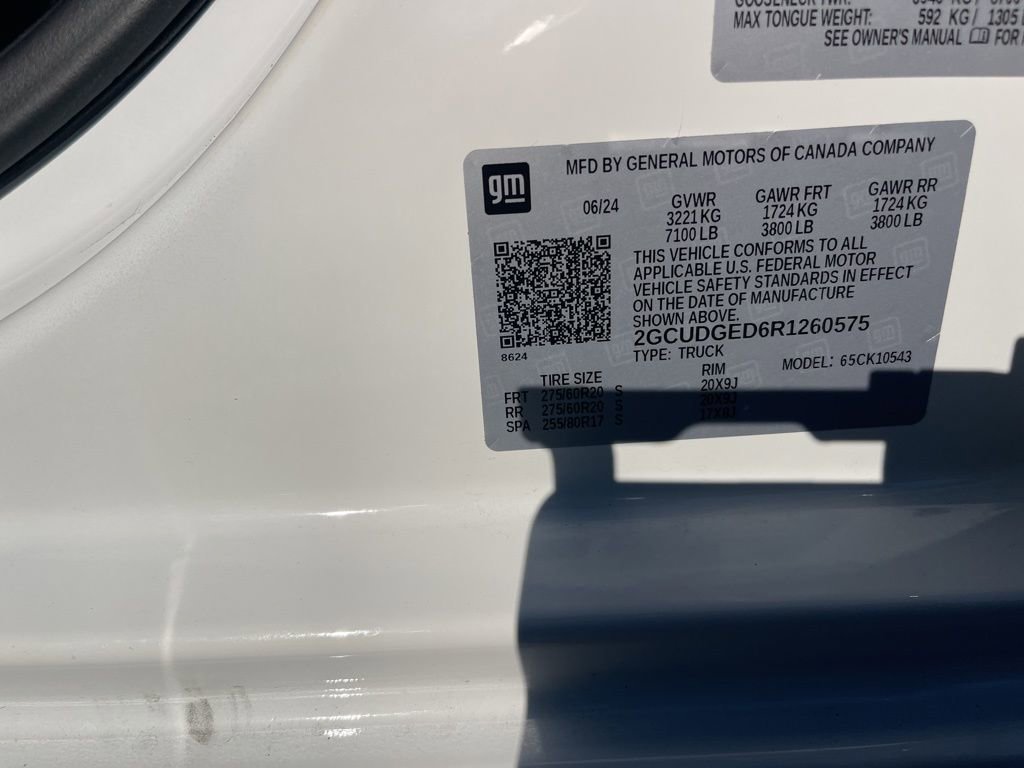 MAX TONGUE WEIGHT: 592 KG / 1305
SEE OWNER'S MANUAL FOR
gm
MFD BY GENERAL MOTORS OF CANADA COMPANY
06/24 GVWR GAWR FRT GAWR RR
3221 KG 1724 KG 1724 KG
7100 LB 3800 LB 3800 LB
THIS VEHICLE CONFORMS TO ALL
APPLICABLE U.S. FEDERAL MOTOR
VEHICLE SAFETY STANDARDS IN EFFECT
ON THE DATE OF MANUFACTURE
SHOWN ABOVE.
2GCUDGED6R1260575
8624
TYPE: TRUCK MODEL: 65CK10543
TIRE SIZE RIM
FRT 275/60R20 S 20X9J
RR 275/60R20 S 20X9J
SPA 255/80R17 S 17X8J